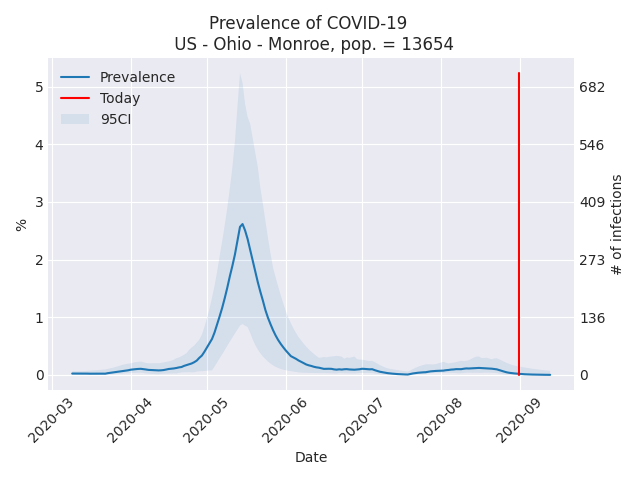 Prevalence of COVID-19
US - Ohio - Monroe, pop. = 13654
Prevalence
Today
95CI
5
4
3
2
1
0
%
682
546
409
273
136
0
# of infections
2020-03
2020-04
2020-05
2020-06
2020-07
2020-08
2020-09
Date